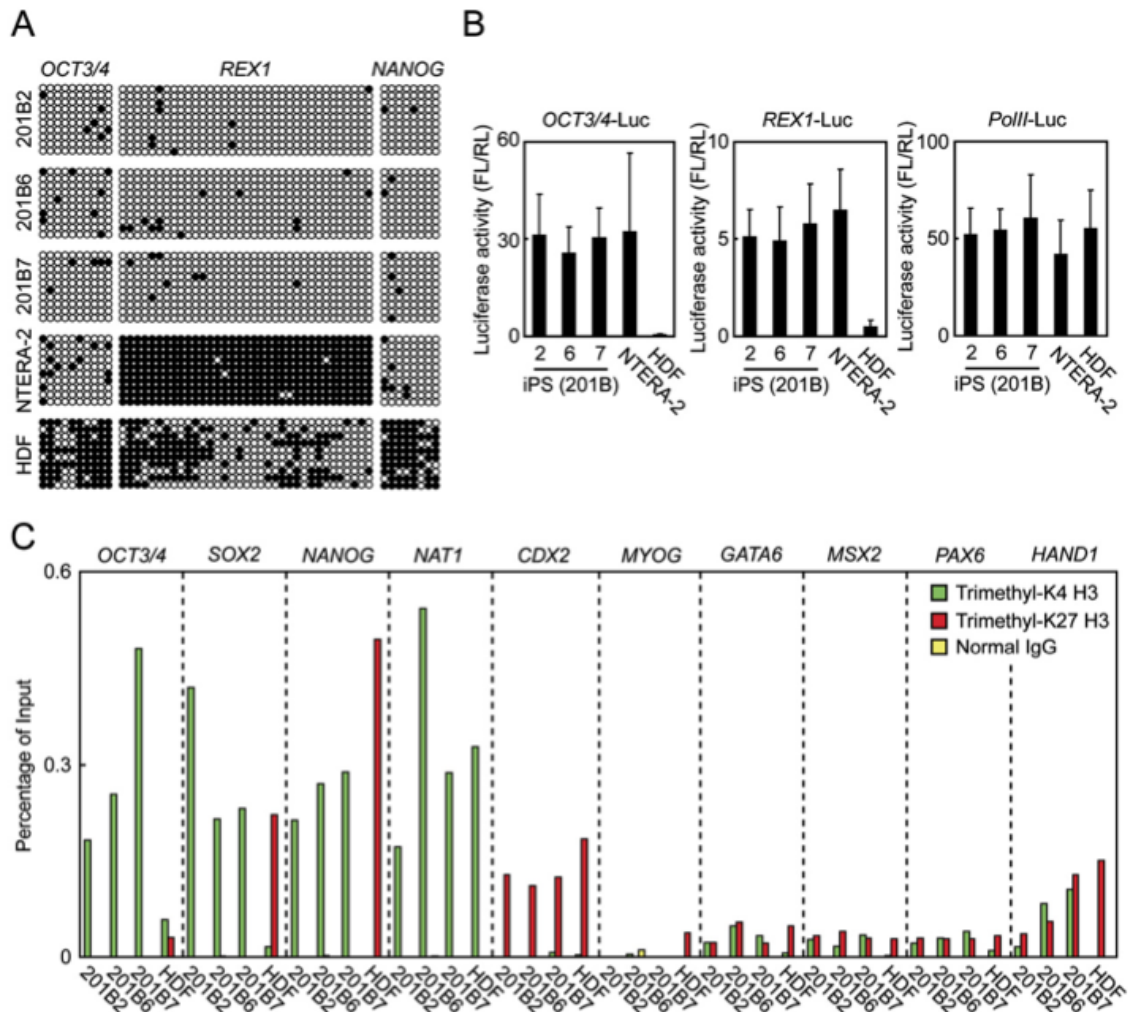 A
OCT3/4 REX1 NANOG
201B2
201B6
201B7
NTERA-2
HDF
B
OCT3/4-Luc
Luciferase activity (FL/RL)
60
30
0
2 6 7 NTERA-2 HDF
iPS (201B)
REX1-Luc
Luciferase activity (FL/RL)
10
5
0
2 6 7 NTERA-2 HDF
iPS (201B)
PolII-Luc
Luciferase activity (FL/RL)
100
50
0
2 6 7 NTERA-2 HDF
iPS (201B)
C
OCT3/4 SOX2 NANOG NAT1 CDX2 MYOG GATA6 MSX2 PAX6 HAND1
Percentage of Input
0.6
0.3
0
Trimethyl-K4 H3
Trimethyl-K27 H3
Normal IgG
201B2 201B6 201B7 HDF 201B2 201B6 201B7 HDF 201B2 201B6 201B7 HDF 201B2 201B6 201B7 HDF 201B2 201B6 201B7 HDF 201B2 201B6 201B7 HDF 201B2 201B6 201B7 HDF 201B2 201B6 201B7 HDF 201B2 201B6 201B7 HDF 201B2 201B6 201B7 HDF